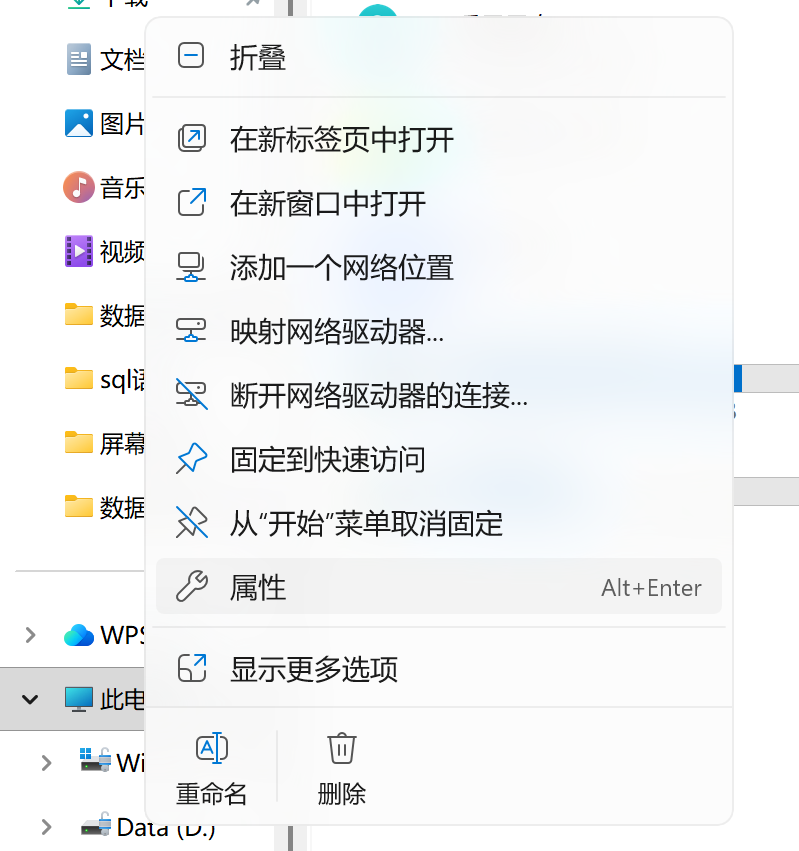 文档
图片
音乐
视频
数据
sql语
屏幕
数据
WPS
此电
Wi
Data (D:)
折叠
在新标签页中打开
在新窗口中打开
添加一个网络位置
映射网络驱动器...
断开网络驱动器的连接...
固定到快速访问
从“开始”菜单取消固定
属性 Alt+Enter
显示更多选项
重命名 删除